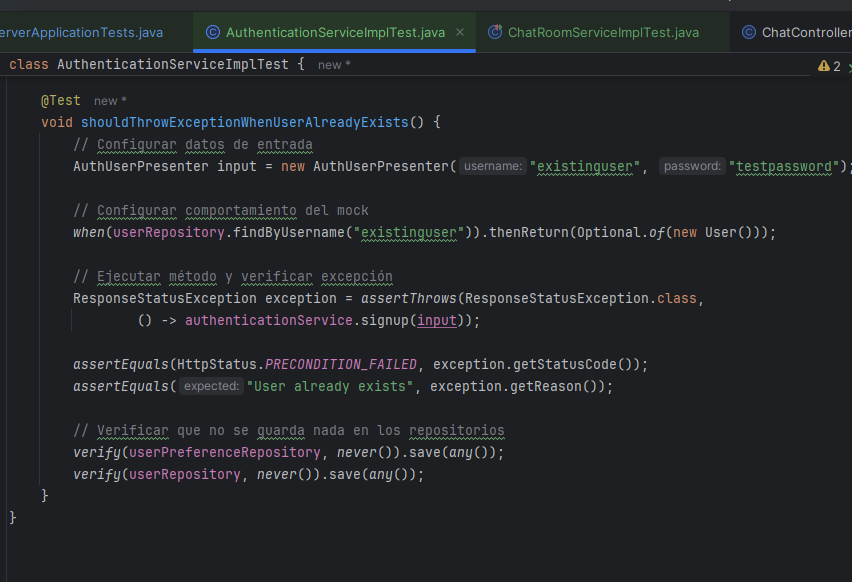 erverApplicationTests.java AuthenticationServiceImplTest.java × ChatRoomServiceImplTest.java ChatController
class AuthenticationServiceImplTest { new * 2
@Test new *
void shouldThrowExceptionWhenUserAlreadyExists() {
// Configurar datos de entrada
AuthUserPresenter input = new AuthUserPresenter( username: "existinguser", password: "testpassword");
// Configurar comportamiento del mock
when(userRepository.findByUsername("existinguser")).thenReturn(Optional.of(new User()));
// Ejecutar método y verificar excepción
ResponseStatusException exception = assertThrows(ResponseStatusException.class,
() -> authenticationService.signup(input));
assertEquals(HttpStatus.PRECONDITION_FAILED, exception.getStatusCode());
assertEquals( expected: "User already exists", exception.getReason());
// Verificar que no se guarda nada en los repositorios
verify(userPreferenceRepository, never()).save(any());
verify(userRepository, never()).save(any());
}
}